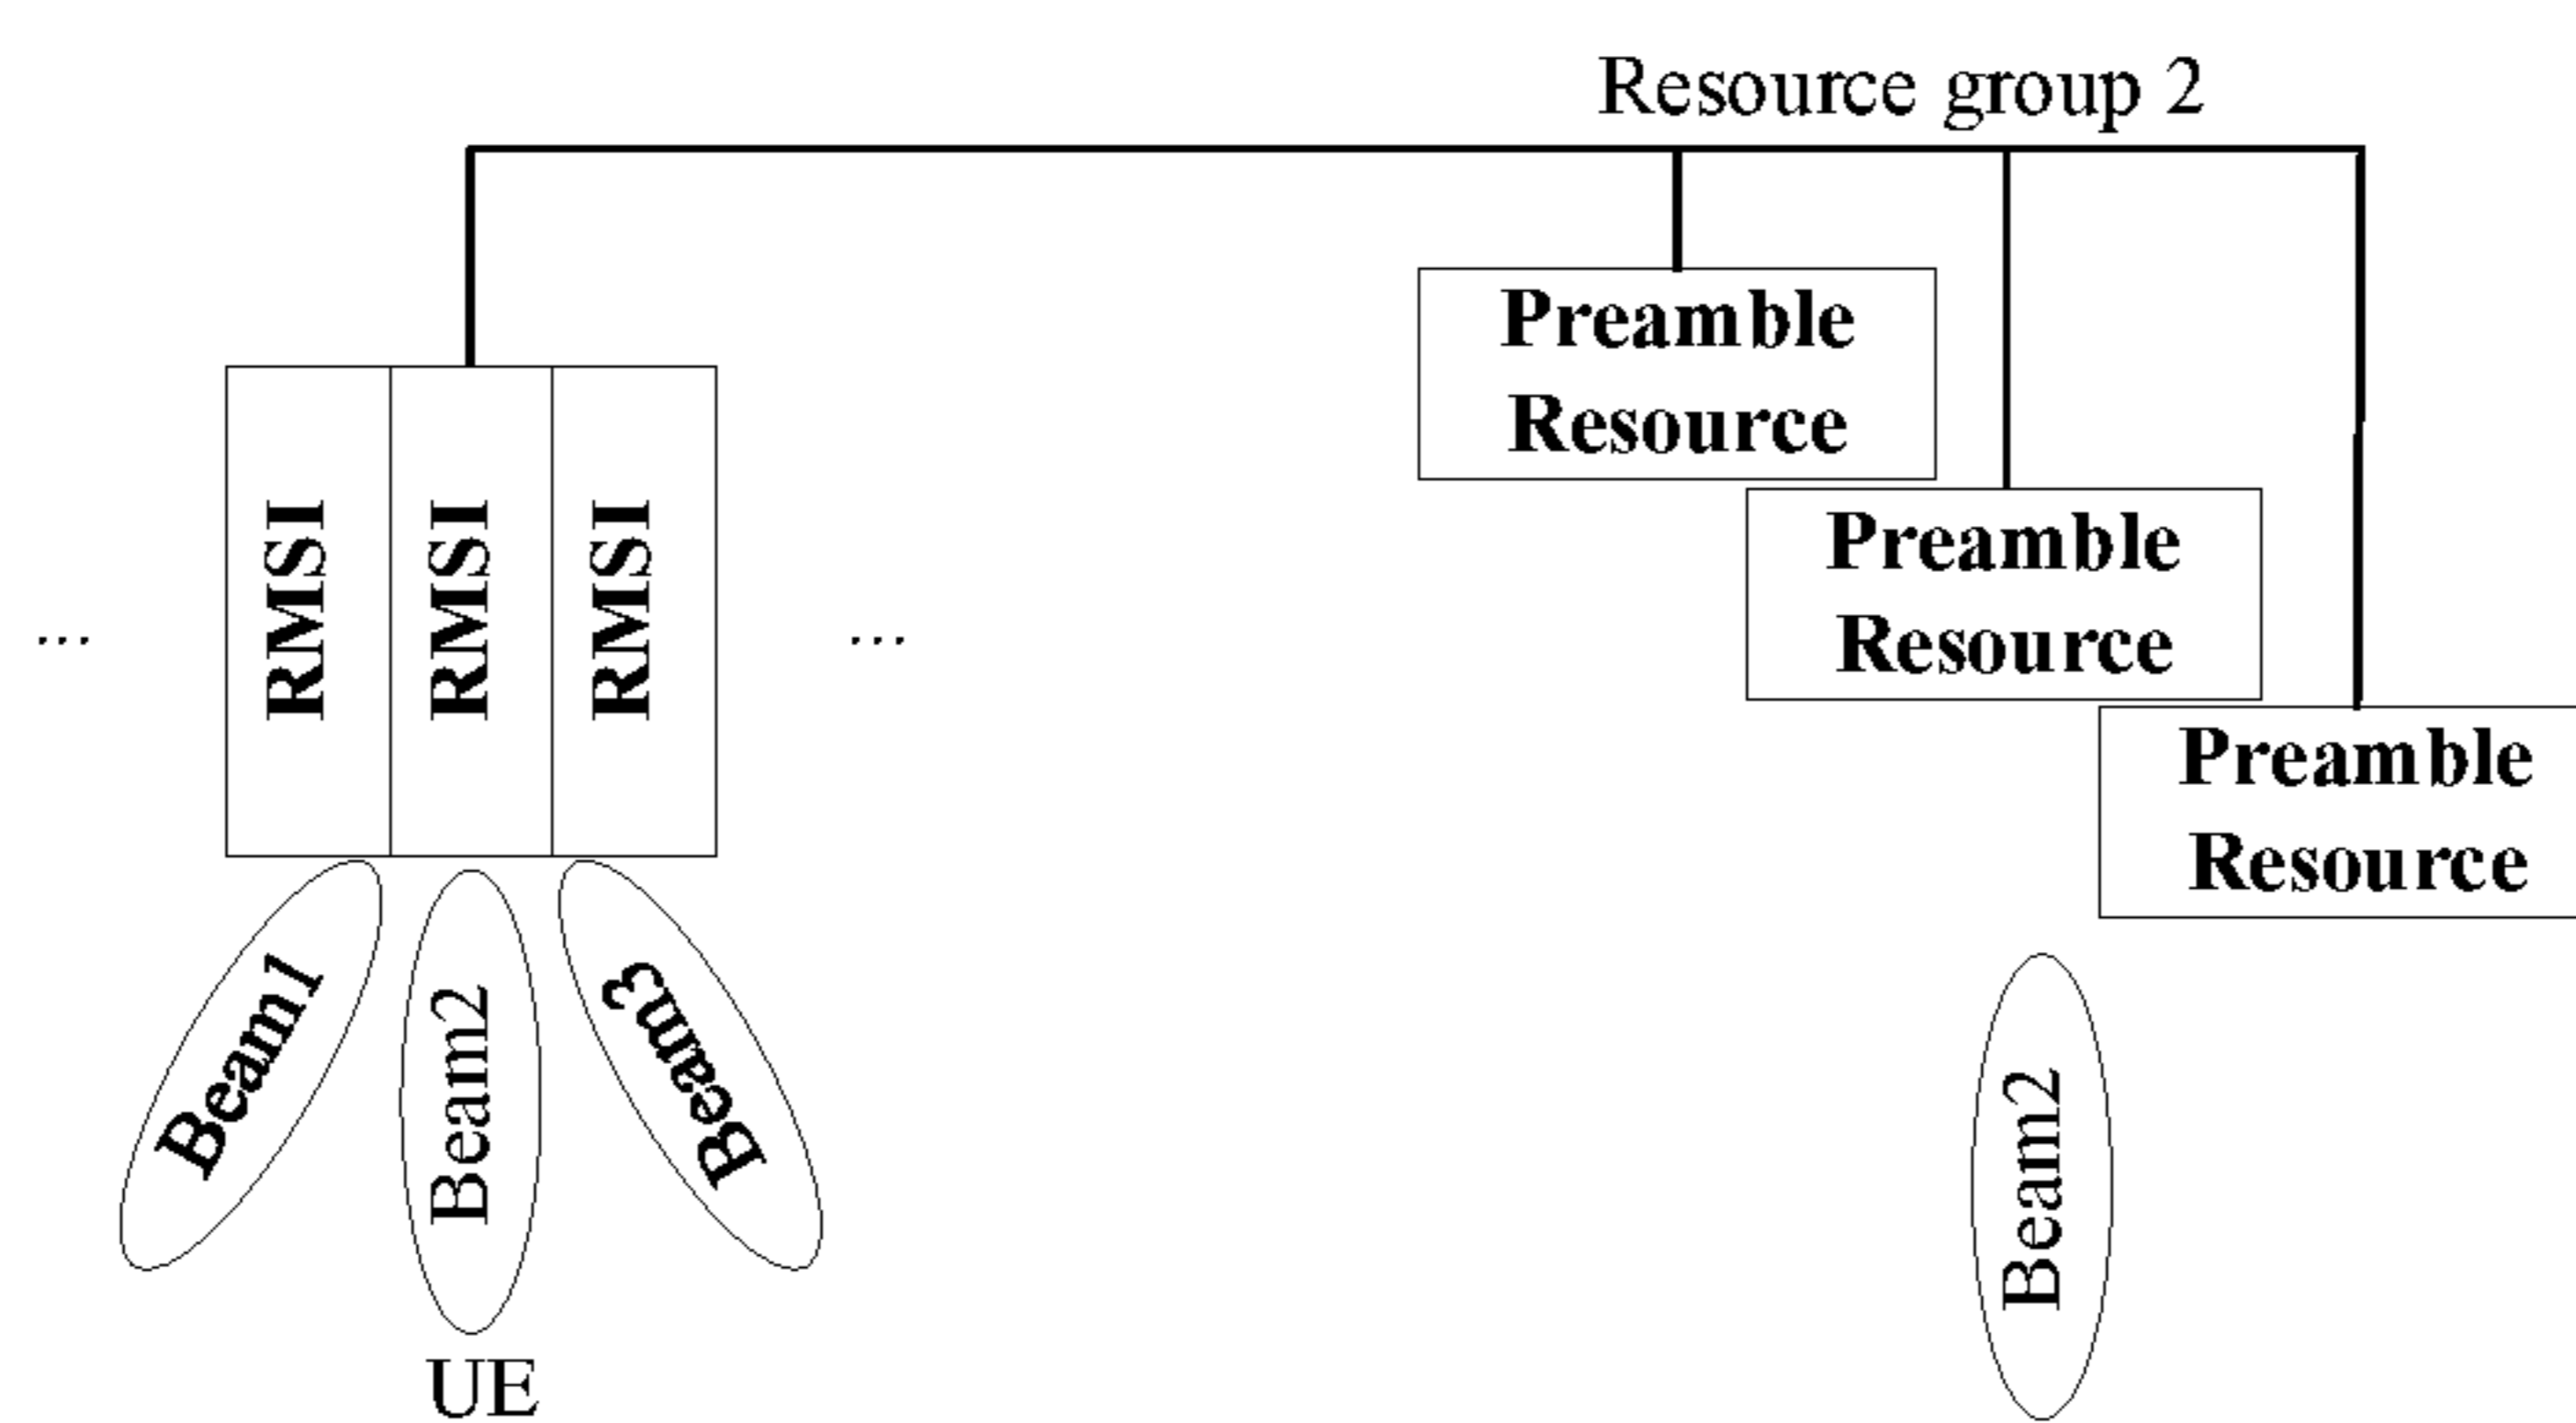 Resource group 2
Preamble
Resource
Preamble
Resource
Preamble
Resource
RMSI
RMSI
RMSI
...
...
Beam1
Beam2
Beam3
Beam2
UE